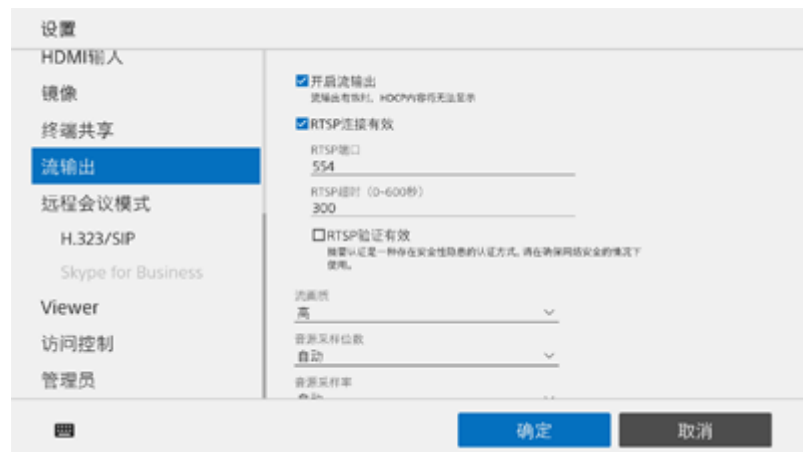 设置
HDMI输入
镜像
终端共享
流输出
远程会议模式
H.323/SIP
Skype for Business
Viewer
访问控制
管理员
开启流输出
流输出有效时，HDCP内容将无法显示
RTSP连接有效
RTSP端口
554
RTSP超时（0-600秒）
300
RTSP验证有效
摘要认证是一种存在安全性隐患的认证方式。请在确保网络安全的情况下
使用。
流画质
高
音源采样位数
自动
音源采样率
自动
确定
取消